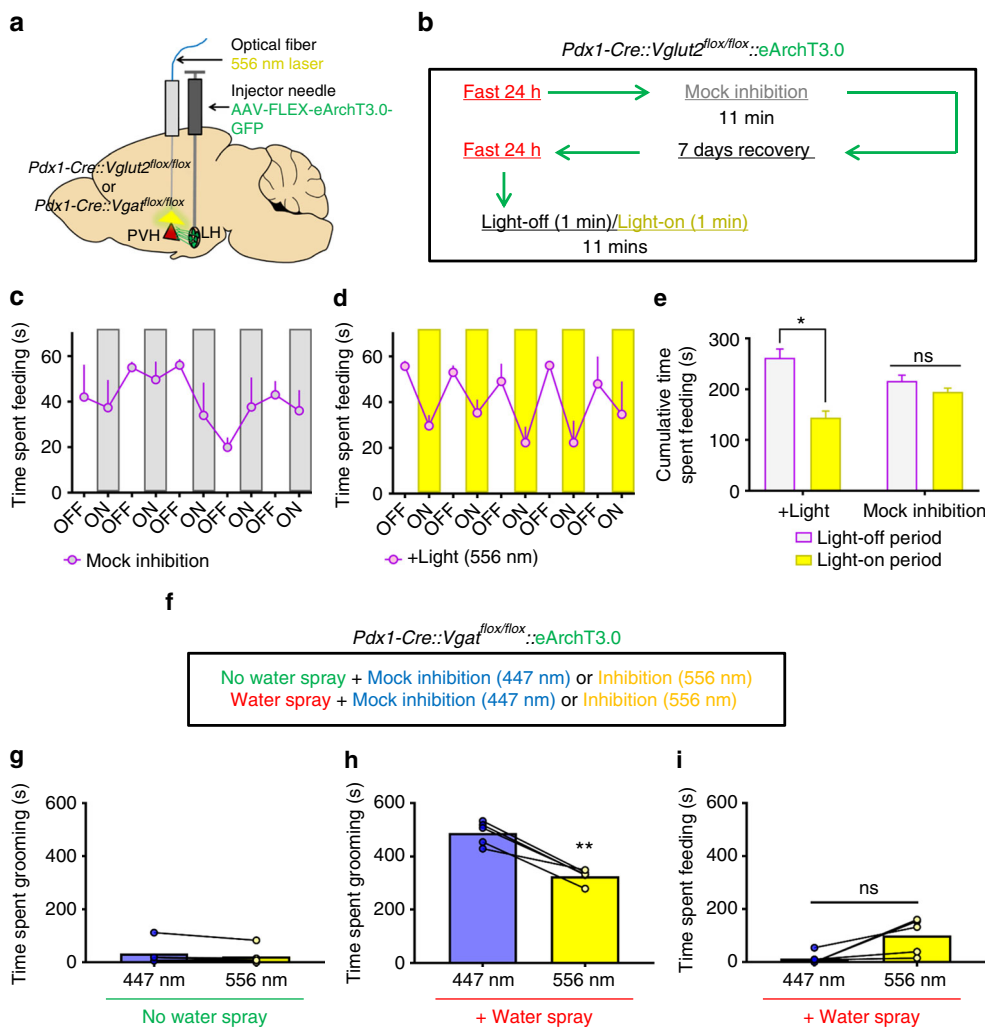 a
Optical fiber
556 nm laser
Injector needle
AAV-FLEX-eArchT3.0-
GFP
Pdx1-Cre::Vglut2flox/flox
or
Pdx1-Cre::Vgatflox/flox
PVH
LH
b
Pdx1-Cre::Vglut2flox/flox::eArchT3.0
Fast 24 h
Mock inhibition
11 min
Fast 24 h
7 days recovery
Light-off (1 min)/Light-on (1 min)
11 mins
c
Time spent feeding (s)
60
40
20
0
OFF
ON
OFF
ON
OFF
ON
OFF
ON
OFF
ON
Mock inhibition
d
Time spent feeding (s)
60
40
20
0
OFF
ON
OFF
ON
OFF
ON
OFF
ON
OFF
ON
+Light (556 nm)
e
Cumulative time
spent feeding (s)
300
200
100
0
*
ns
+Light
Mock inhibition
Light-off period
Light-on period
f
Pdx1-Cre::Vgatflox/flox::eArchT3.0
No water spray + Mock inhibition (447 nm) or Inhibition (556 nm)
Water spray + Mock inhibition (447 nm) or Inhibition (556 nm)
g
Time spent grooming (s)
600
400
200
0
447 nm
556 nm
No water spray
h
Time spent grooming (s)
600
400
200
0
**
447 nm
556 nm
+ Water spray
i
Time spent feeding (s)
600
400
200
0
ns
447 nm
556 nm
+ Water spray